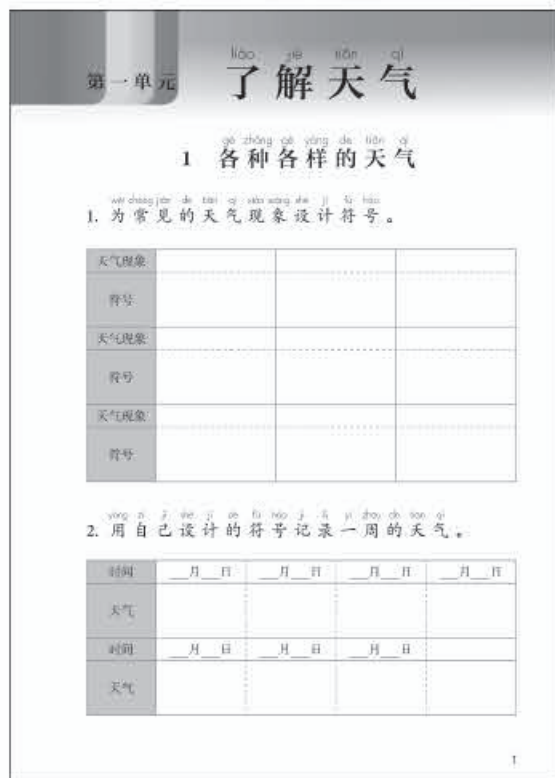 liǎo jiě tiān qì
第一单元 了解天气
gè zhǒng gè yàng de tiān qì
1 各种各样的天气
wèi cháng jiàn de tiān qì xiàn xiàng shè jì fú hào
1. 为常见的天气现象设计符号。
天气现象
符号
天气现象
符号
天气现象
符号
yòng zì jǐ shè jì de fú hào jì lù yì zhōu de tiān qì
2. 用自己设计的符号记录一周的天气。
时间 __月__日 __月__日 __月__日 __月__日
天气
时间 __月__日 __月__日 __月__日
天气
1